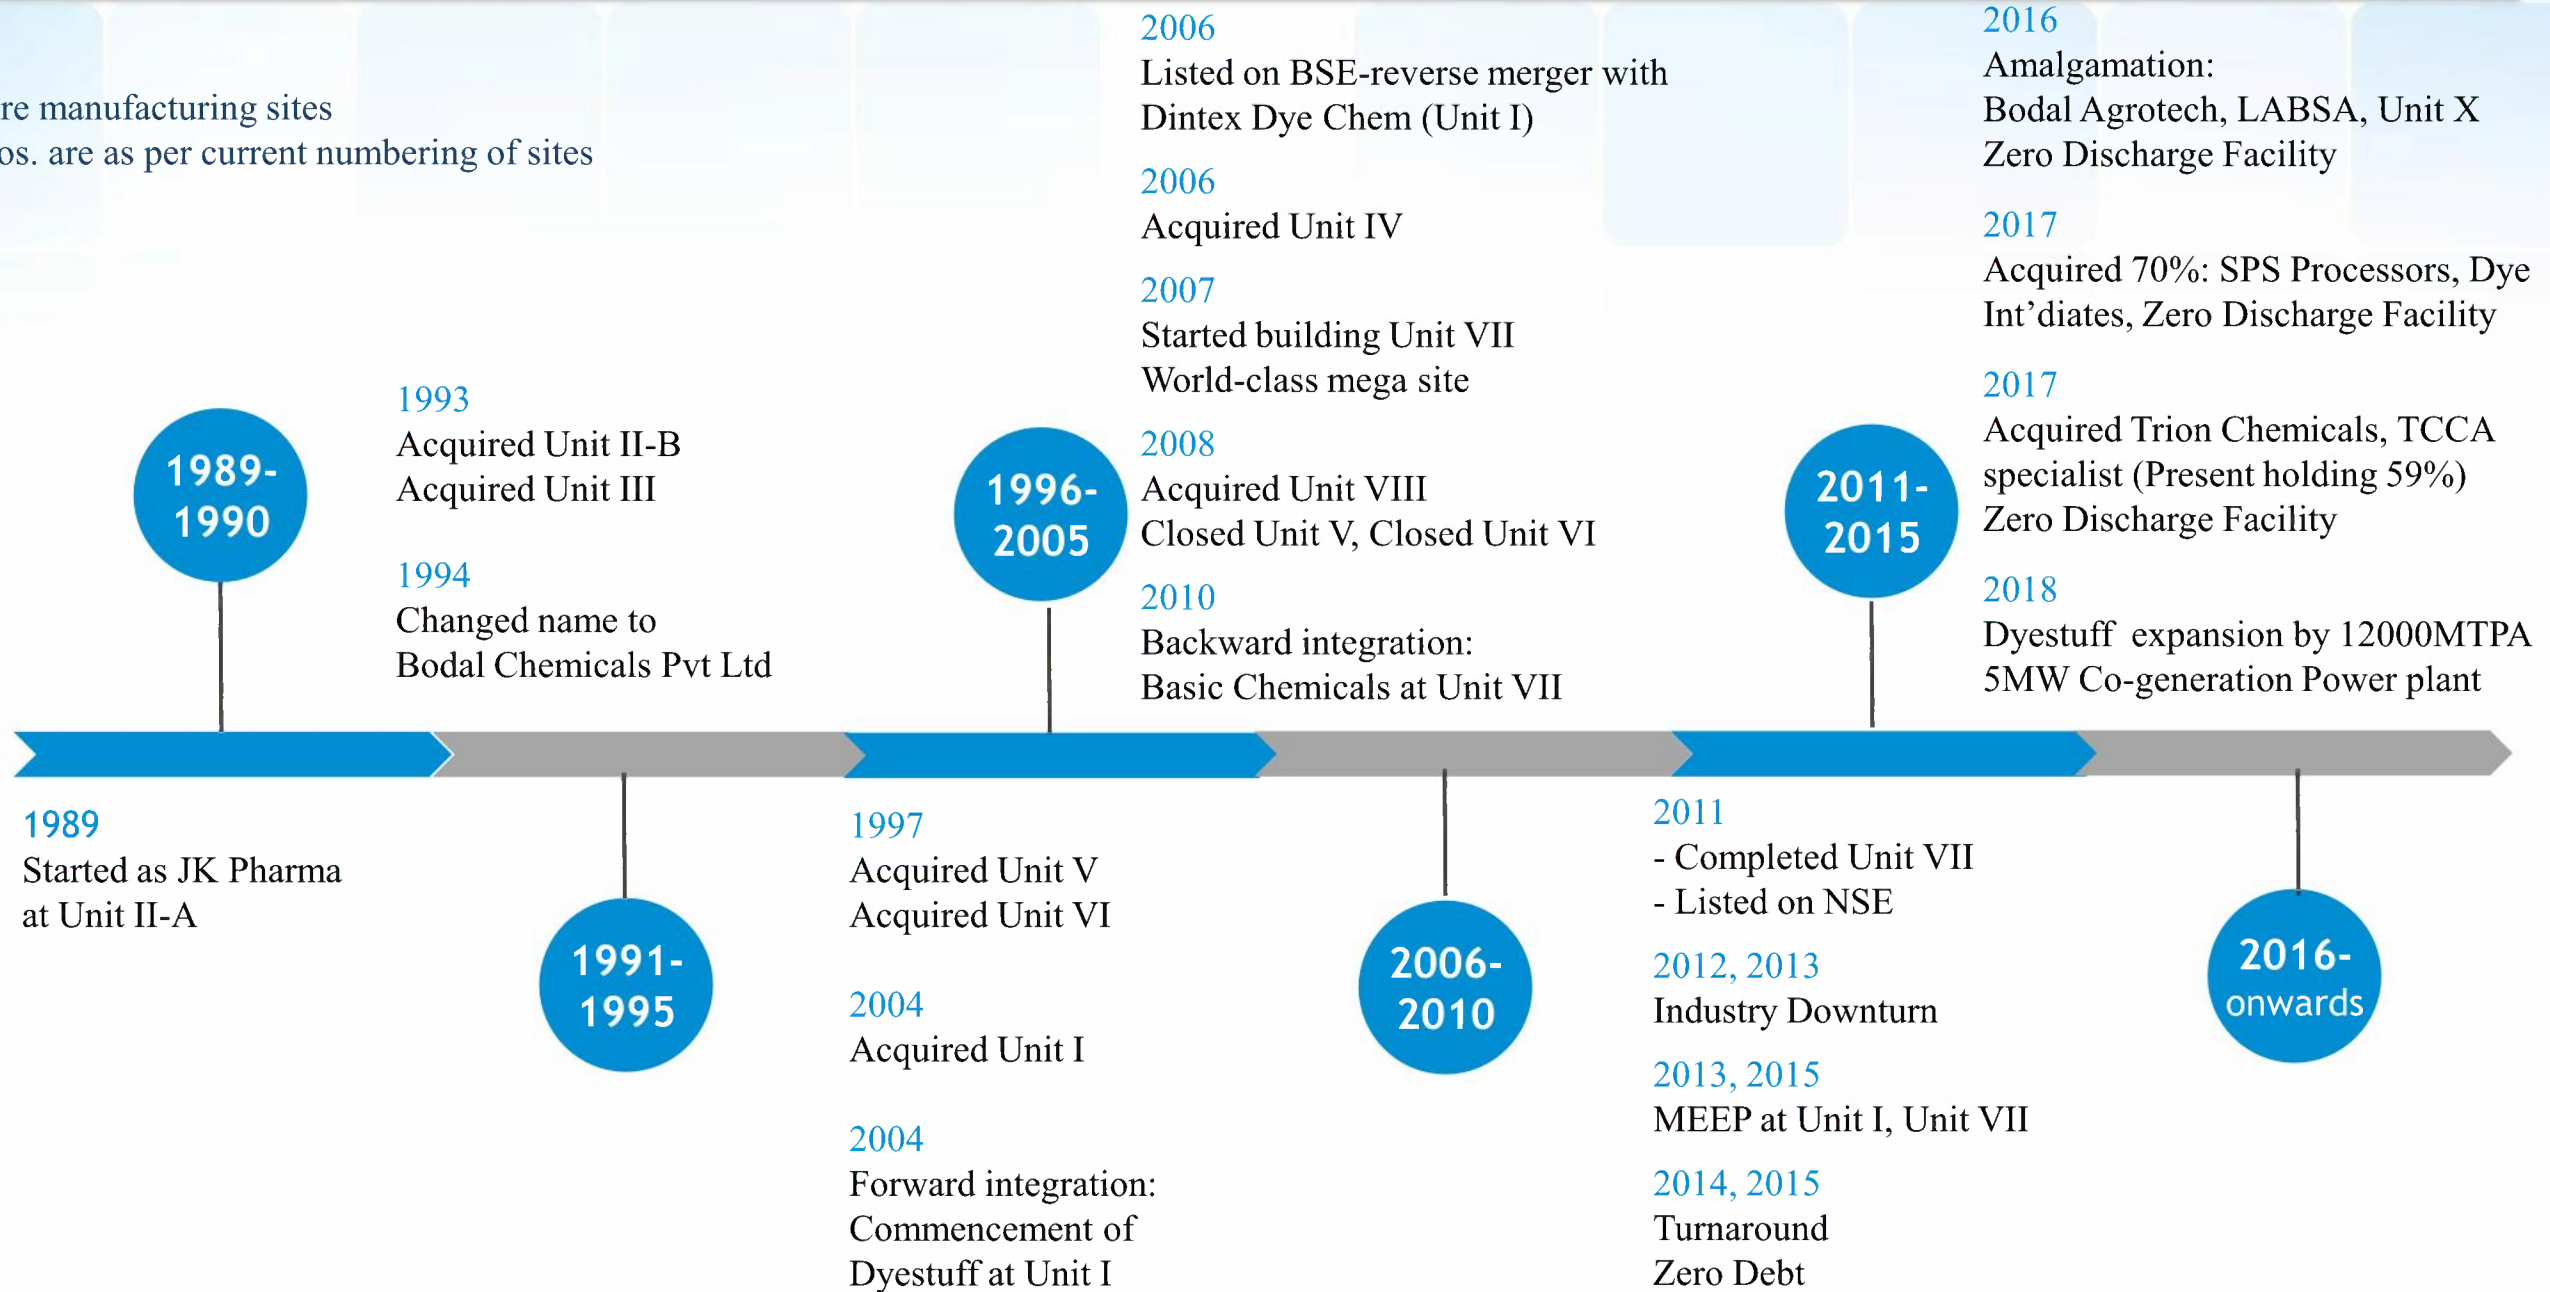 re manufacturing sites
os. are as per current numbering of sites
1989-
1990
1989
Started as JK Pharma
at Unit II-A
1993
Acquired Unit II-B
Acquired Unit III
1994
Changed name to
Bodal Chemicals Pvt Ltd
1991-
1995
1996-
2005
1997
Acquired Unit V
Acquired Unit VI
2004
Acquired Unit I
2004
Forward integration:
Commencement of
Dyestuff at Unit I
2006
Listed on BSE-reverse merger with
Dintex Dye Chem (Unit I)
2006
Acquired Unit IV
2007
Started building Unit VII
World-class mega site
2008
Acquired Unit VIII
Closed Unit V, Closed Unit VI
2010
Backward integration:
Basic Chemicals at Unit VII
2006-
2010
2011-
2015
2011
- Completed Unit VII
- Listed on NSE
2012, 2013
Industry Downturn
2013, 2015
MEEP at Unit I, Unit VII
2014, 2015
Turnaround
Zero Debt
2016
Amalgamation:
Bodal Agrotech, LABSA, Unit X
Zero Discharge Facility
2017
Acquired 70%: SPS Processors, Dye
Int’diates, Zero Discharge Facility
2017
Acquired Trion Chemicals, TCCA
specialist (Present holding 59%)
Zero Discharge Facility
2018
Dyestuff expansion by 12000MTPA
5MW Co-generation Power plant
2016-
onwards